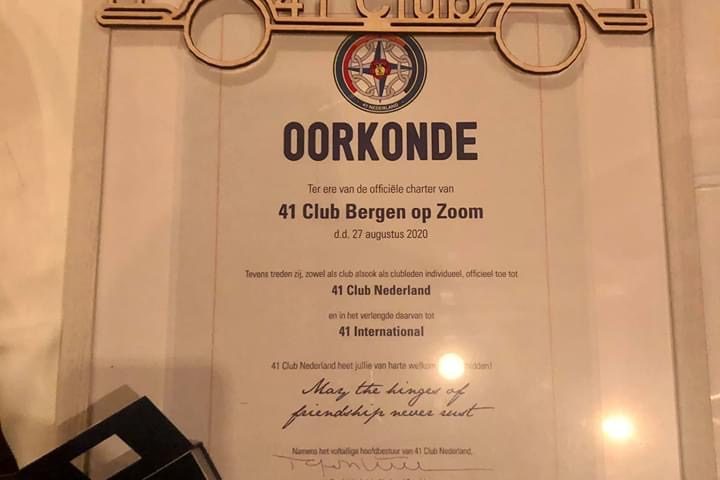 41 Club
41 NEDERLAND
OORKONDE
Ter ere van de officiële charter van
41 Club Bergen op Zoom
d.d. 27 augustus 2020
Tevens treden zij, zowel als club alsook als clubleden individueel, officieel toe tot
41 Club Nederland
en in het verlengde daarvan tot
41 International
41 Club Nederland heet jullie van harte welkom
May the hinges of
friendship never rust
Namens het voltallige hoofdbestuur van 41 Club Nederland,